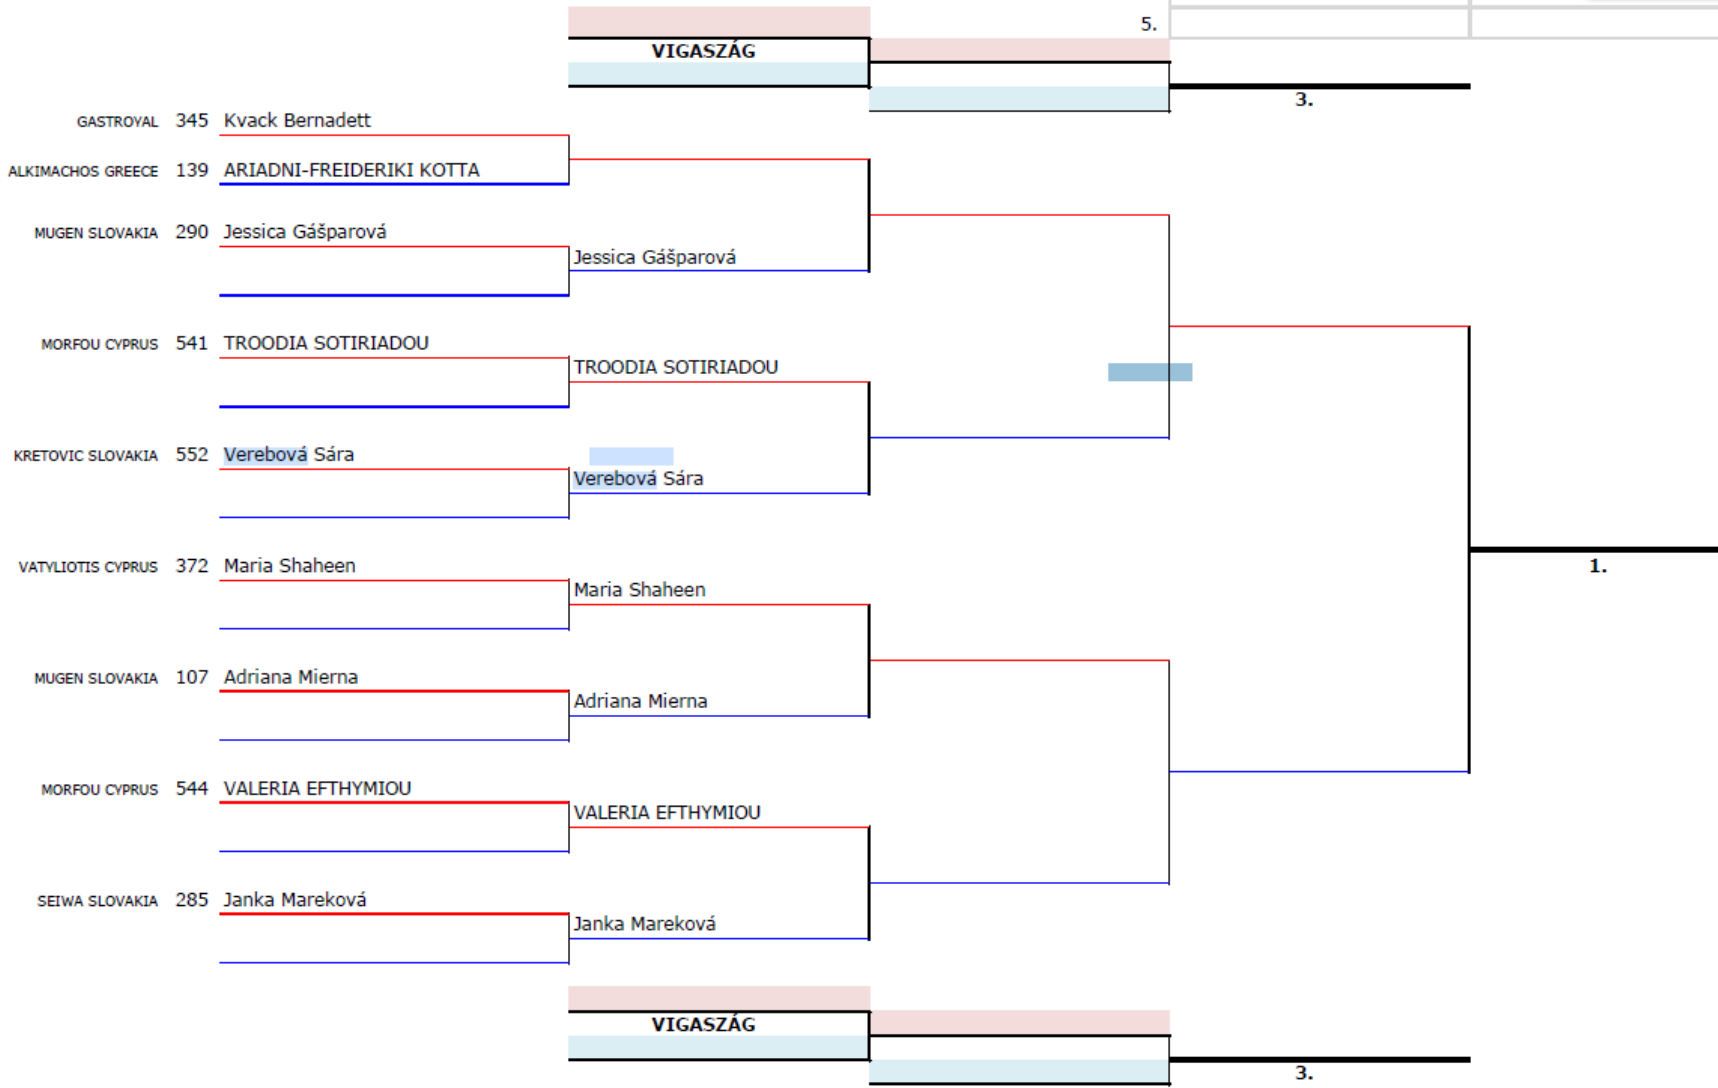 5.
VIGASZÁG
3.
GASTROYAL 345 Kvack Bernadett
ALKIMACHOS GREECE 139 ARIADNI-FREIDERIKI KOTTA
MUGEN SLOVAKIA 290 Jessica Gášparová
Jessica Gášparová
MORFOU CYPRUS 541 TROODIA SOTIRIADOU
TROODIA SOTIRIADOU
KRETOVIC SLOVAKIA 552 Verebová Sára
Verebová Sára
VATYLIOTIS CYPRUS 372 Maria Shaheen
1.
Maria Shaheen
MUGEN SLOVAKIA 107 Adriana Mierna
Adriana Mierna
MORFOU CYPRUS 544 VALERIA EFTHYMIOU
VALERIA EFTHYMIOU
SEIWA SLOVAKIA 285 Janka Mareková
Janka Mareková
VIGASZÁG
3.